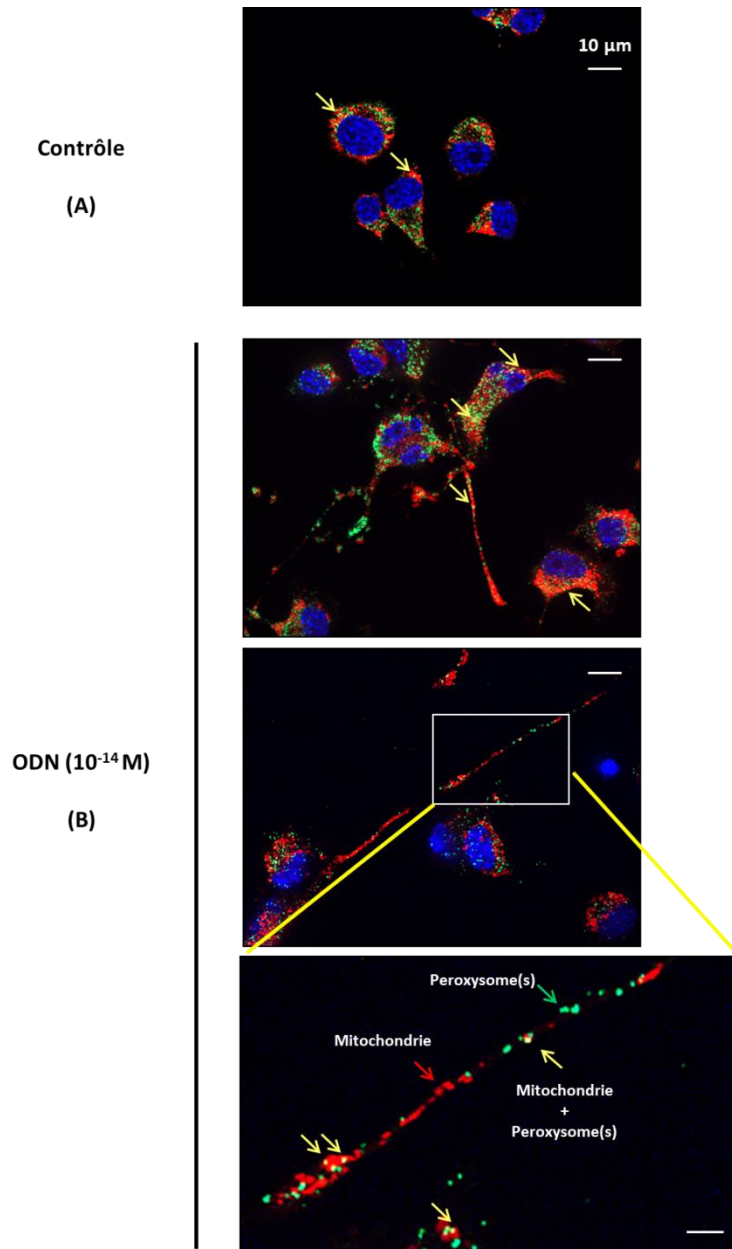 10 µm
Contrôle
(A)
ODN (10⁻¹⁴ M)
(B)
Peroxysome(s)
Mitochondrie
Mitochondrie
+
Peroxysome(s)